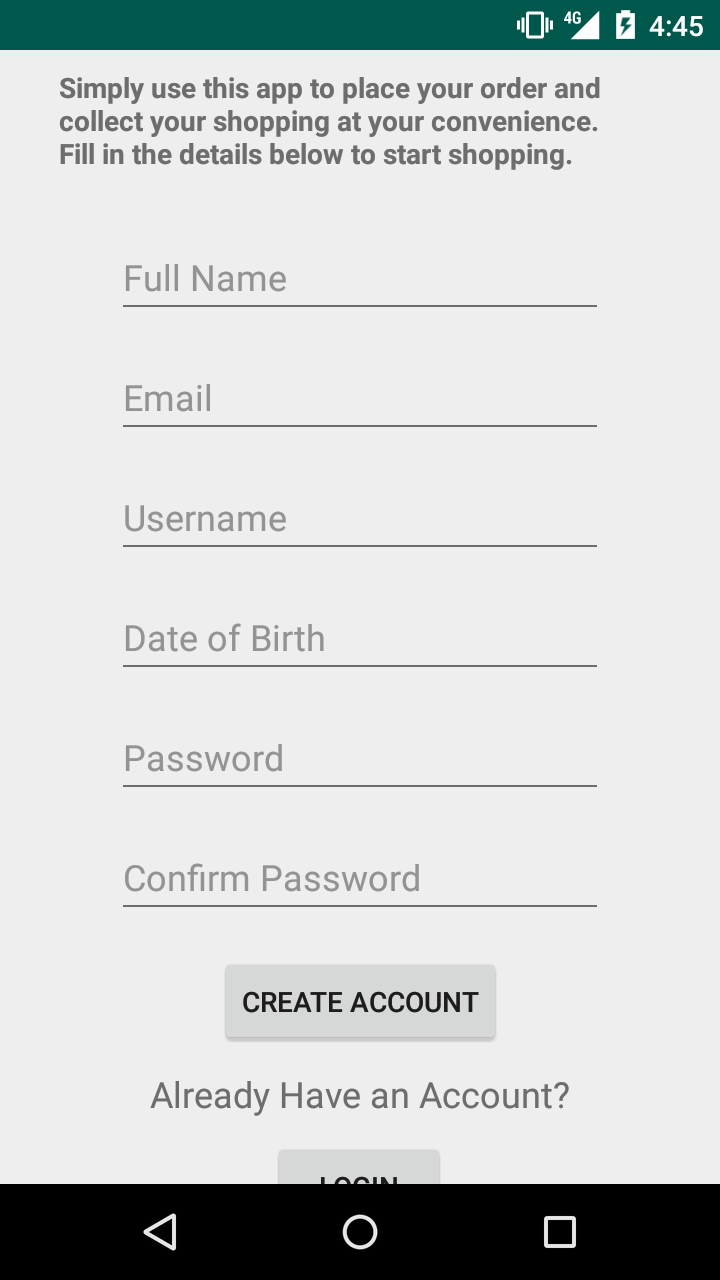 4G 4:45
Simply use this app to place your order and
collect your shopping at your convenience.
Fill in the details below to start shopping.
Full Name
Email
Username
Date of Birth
Password
Confirm Password
CREATE ACCOUNT
Already Have an Account?
LOGIN